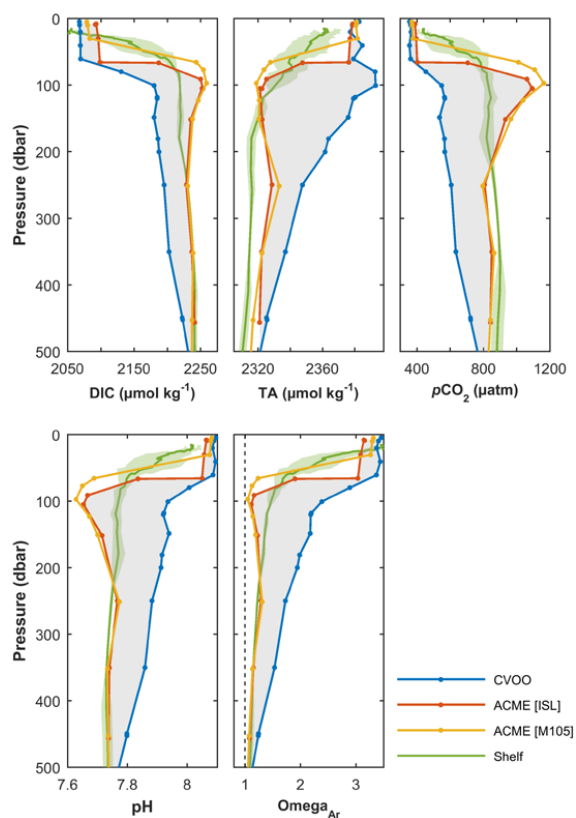 0
100
200
300
400
500
Pressure (dbar)
2050 2150 2250
DIC (µmol kg⁻¹)
2320 2360
TA (µmol kg⁻¹)
400 800 1200
pCO₂ (µatm)
0
100
200
300
400
500
Pressure (dbar)
7.6 7.8 8
pH
1 2 3
Omega_Ar
CVOO
ACME [ISL]
ACME [M105]
Shelf